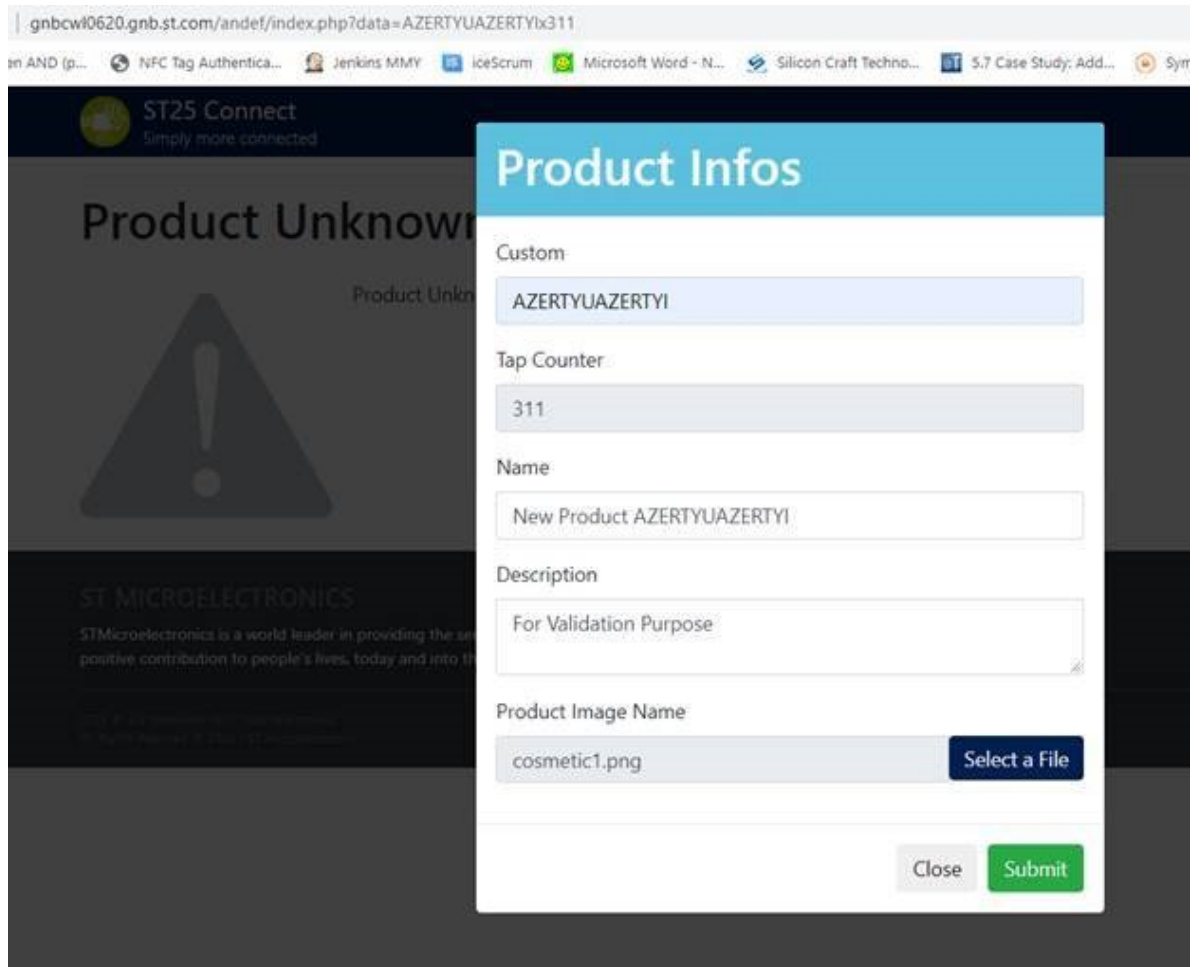 gnbcwl0620.gnb.st.com/andef/index.php?data=AZERTYUAZERTYIx311
en AND (p... NFC Tag Authentica... Jenkins MMY iceScrum Microsoft Word - N... Silicon Craft Techno... 5.7 Case Study: Add... Sym
ST25 Connect
Simply more connected
Product Unknown
Product Unkn
Product Infos
Custom
AZERTYUAZERTYI
Tap Counter
311
Name
New Product AZERTYUAZERTYI
Description
For Validation Purpose
Product Image Name
cosmetic1.png Select a File
Close Submit
ST MICROELECTRONICS
STMicroelectronics is a world leader in providing the se
positive contribution to people's lives, today and into th